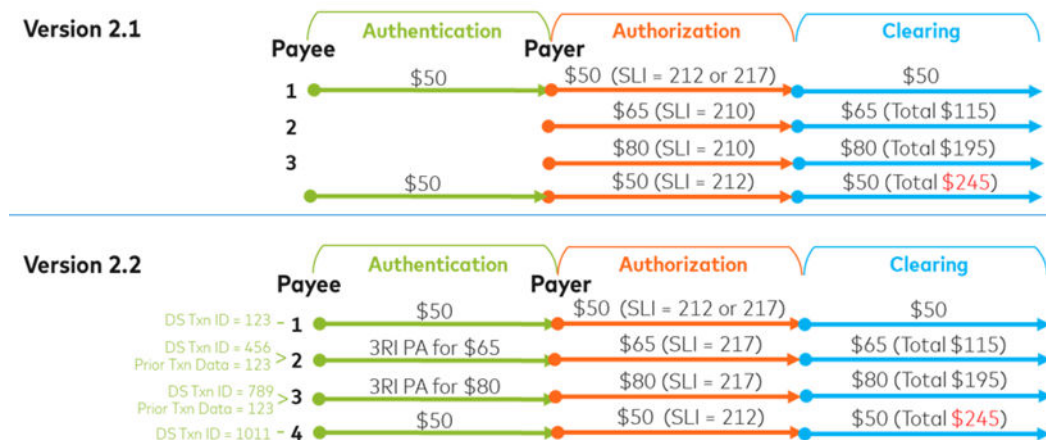 Version 2.1
Authentication
Authorization
Clearing
Payee
Payer
$50
$50 (SLI = 212 or 217)
$50
1
$65 (SLI = 210)
$65 (Total $115)
2
$80 (SLI = 210)
$80 (Total $195)
3
$50
$50 (SLI = 212)
$50 (Total $245)
Version 2.2
Authentication
Authorization
Clearing
Payee
Payer
$50
$50 (SLI = 212 or 217)
$50
DS Txn ID = 123 - 1
DS Txn ID = 456
Prior Txn Data = 123
> 2
3RI PA for $65
$65 (SLI = 217)
$65 (Total $115)
DS Txn ID = 789
Prior Txn Data = 123
> 3
3RI PA for $80
$80 (SLI = 217)
$80 (Total $195)
DS Txn ID = 1011 - 4
$50
$50 (SLI = 212)
$50 (Total $245)